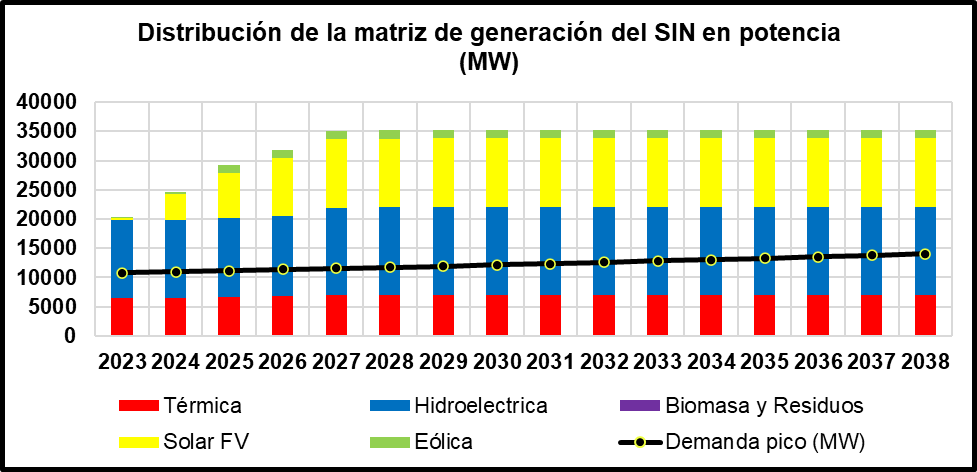 Distribución de la matriz de generación del SIN en potencia
(MW)
40000
35000
30000
25000
20000
15000
10000
5000
0
2023 2024 2025 2026 2027 2028 2029 2030 2031 2032 2033 2034 2035 2036 2037 2038
Térmica Hidroelectrica Biomasa y Residuos
Solar FV Eólica Demanda pico (MW)